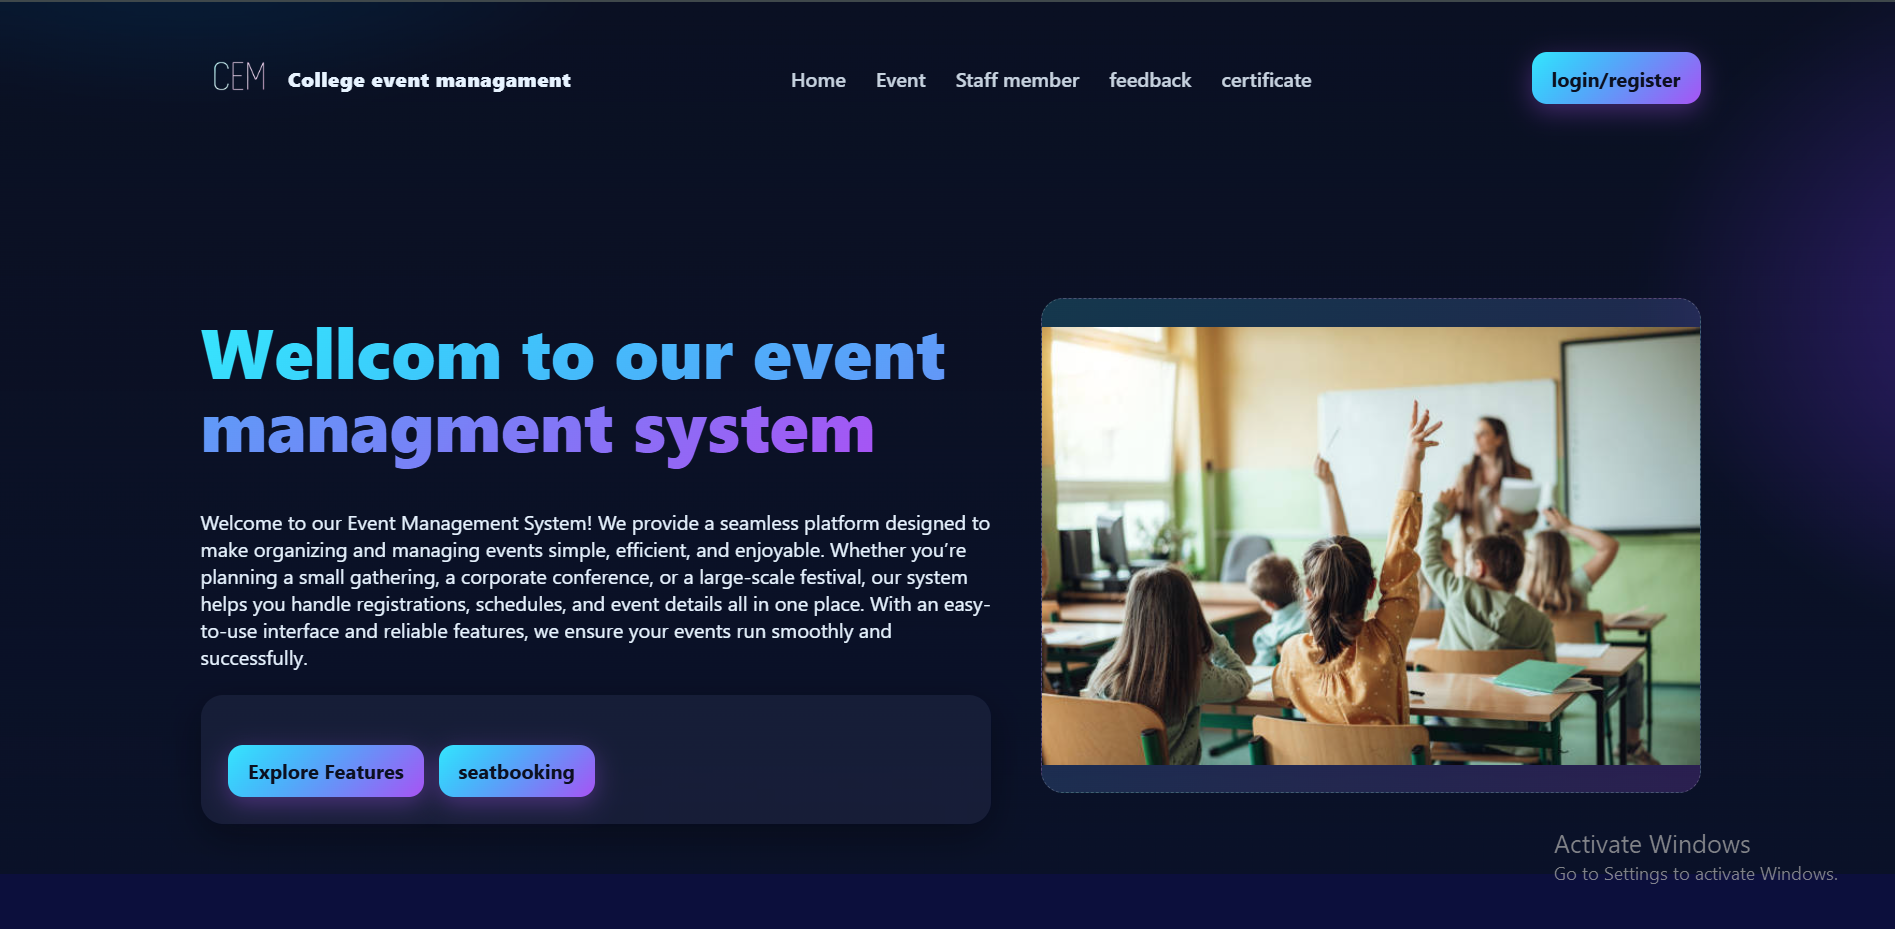 CEM College event managament Home Event Staff member feedback certificate login/register
Wellcom to our event
managment system
Welcome to our Event Management System! We provide a seamless platform designed to
make organizing and managing events simple, efficient, and enjoyable. Whether you’re
planning a small gathering, a corporate conference, or a large-scale festival, our system
helps you handle registrations, schedules, and event details all in one place. With an easy-
to-use interface and reliable features, we ensure your events run smoothly and
successfully.
Explore Features seatbooking
Activate Windows
Go to Settings to activate Windows.